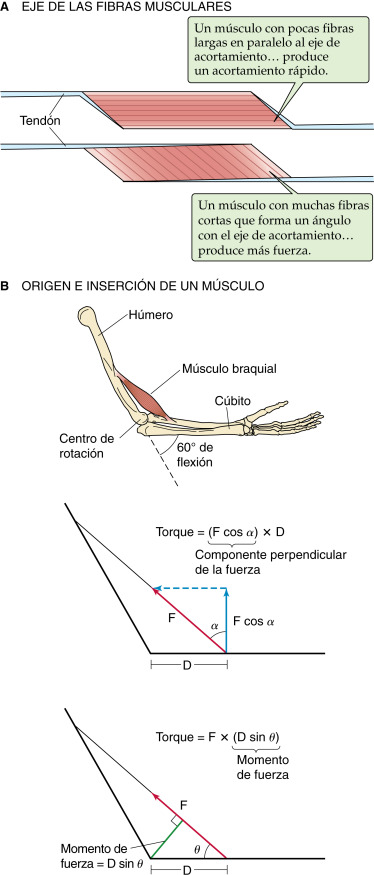 A EJE DE LAS FIBRAS MUSCULARES
Un músculo con pocas fibras
largas en paralelo al eje de
acortamiento… produce
un acortamiento rápido.
Tendón
Un músculo con muchas fibras
cortas que forma un ángulo
con el eje de acortamiento…
produce más fuerza.
B ORIGEN E INSERCIÓN DE UN MÚSCULO
Húmero
Músculo braquial
Cúbito
Centro de
rotación
60° de
flexión
Torque = (F cos α) × D
Componente perpendicular
de la fuerza
F
α
F cos α
D
Torque = F × (D sin θ)
Momento
de fuerza
F
Momento de
fuerza = D sin θ
θ
D